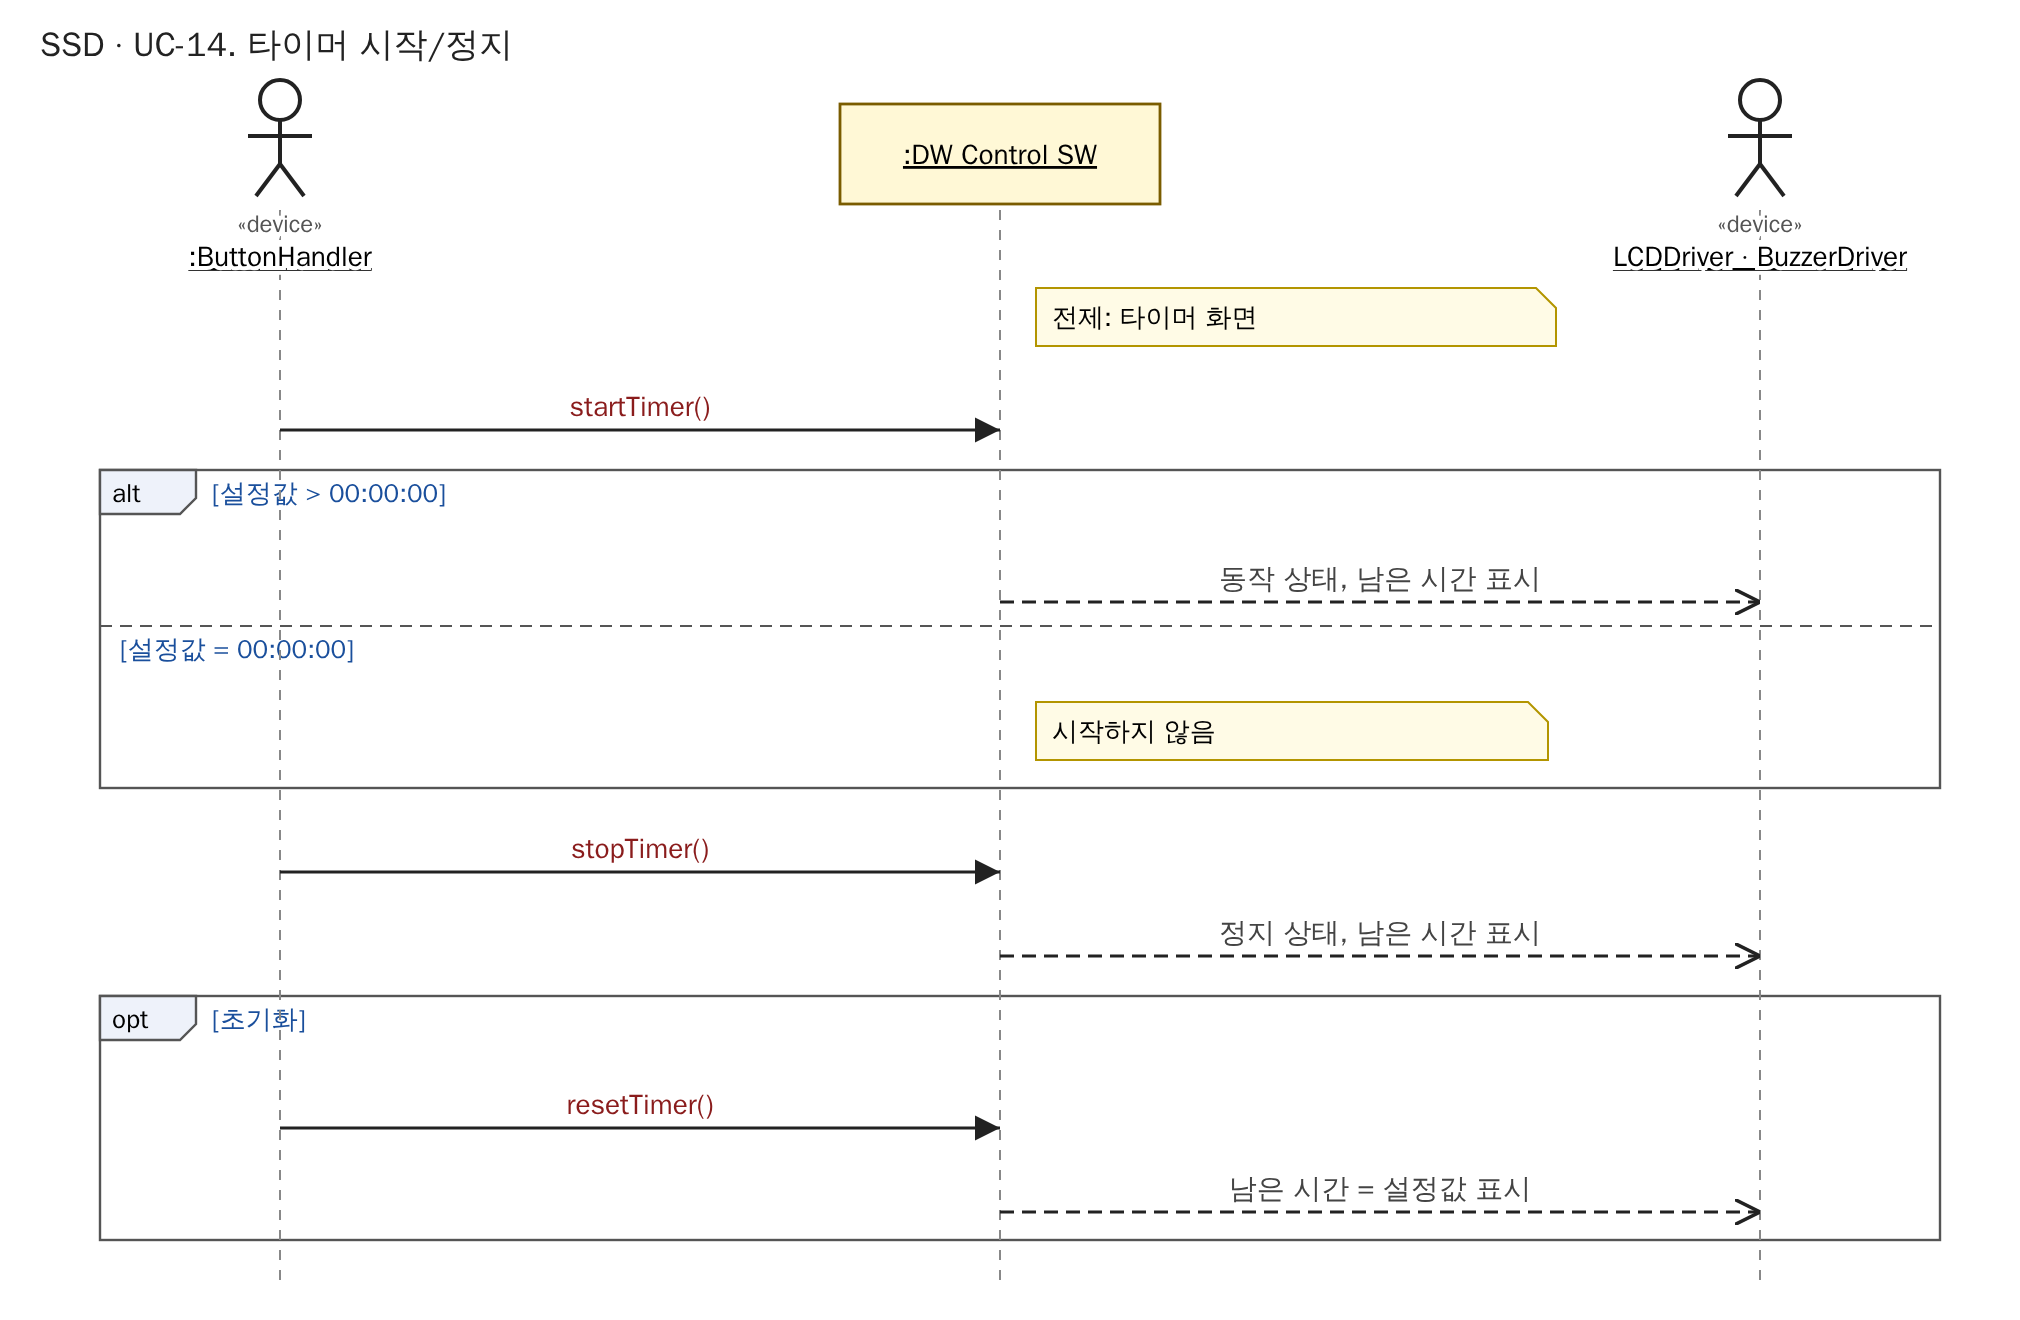 SSD · UC-14. 타이머 시작/정지
:DW Control SW
«device»
:ButtonHandler
«device»
LCDDriver · BuzzerDriver
전제: 타이머 화면
startTimer()
alt
[설정값 > 00:00:00]
동작 상태, 남은 시간 표시
[설정값 = 00:00:00]
시작하지 않음
stopTimer()
정지 상태, 남은 시간 표시
opt
[초기화]
resetTimer()
남은 시간 = 설정값 표시